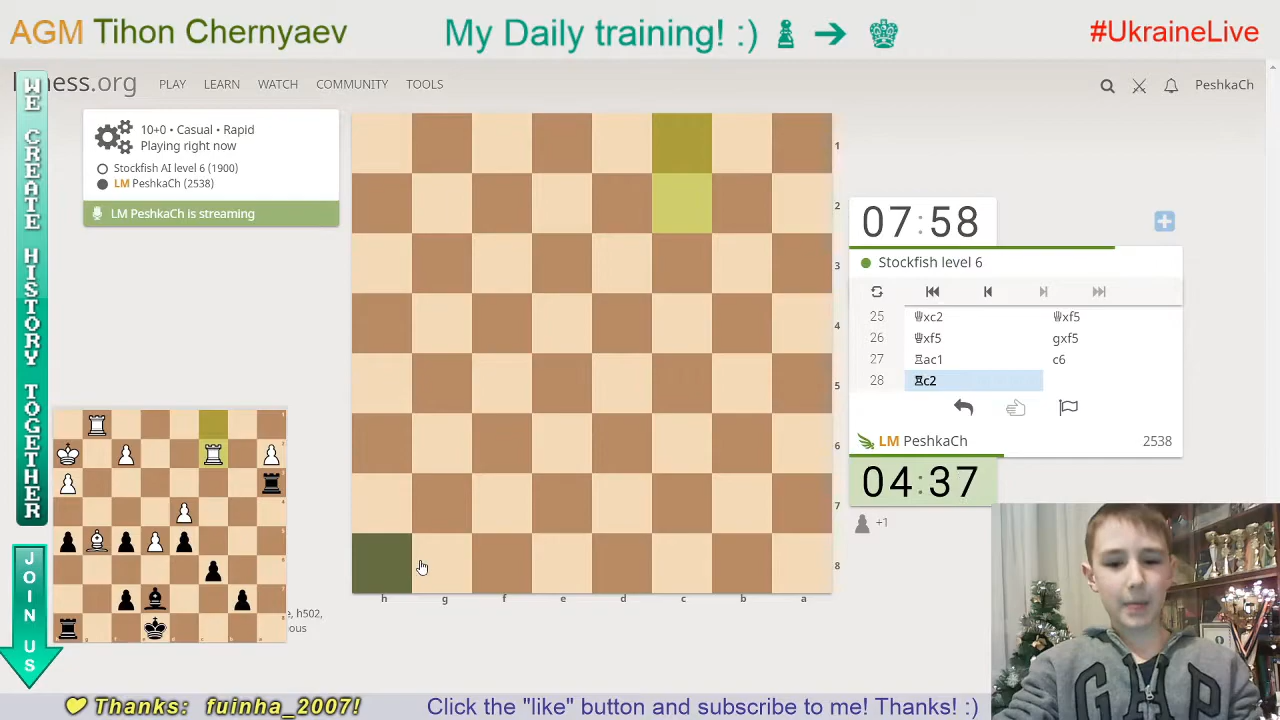 AGM Tihon Chernyaev
My Daily training! :)
#UkraineLive
ness.org
PLAY LEARN WATCH COMMUNITY TOOLS
PeshkaCh
WE CREATE HISTORY TOGETHER
JOIN US
10+0 • Casual • Rapid
Playing right now
Stockfish AI level 6 (1900)
LM PeshkaCh (2538)
LM PeshkaCh is streaming
1
2
3
4
5
6
7
8
h g f e d c b a
07:58
Stockfish level 6
25 ♕xc2 ♕xf5
26 ♕xf5 gxf5
27 ♖ac1 c6
28 ♖c2
LM PeshkaCh 2538
04:37
+1
e, h502,
ious
GAP
Thanks: fuinha_2007!
Click the "like" button and subscribe to me! Thanks! :)